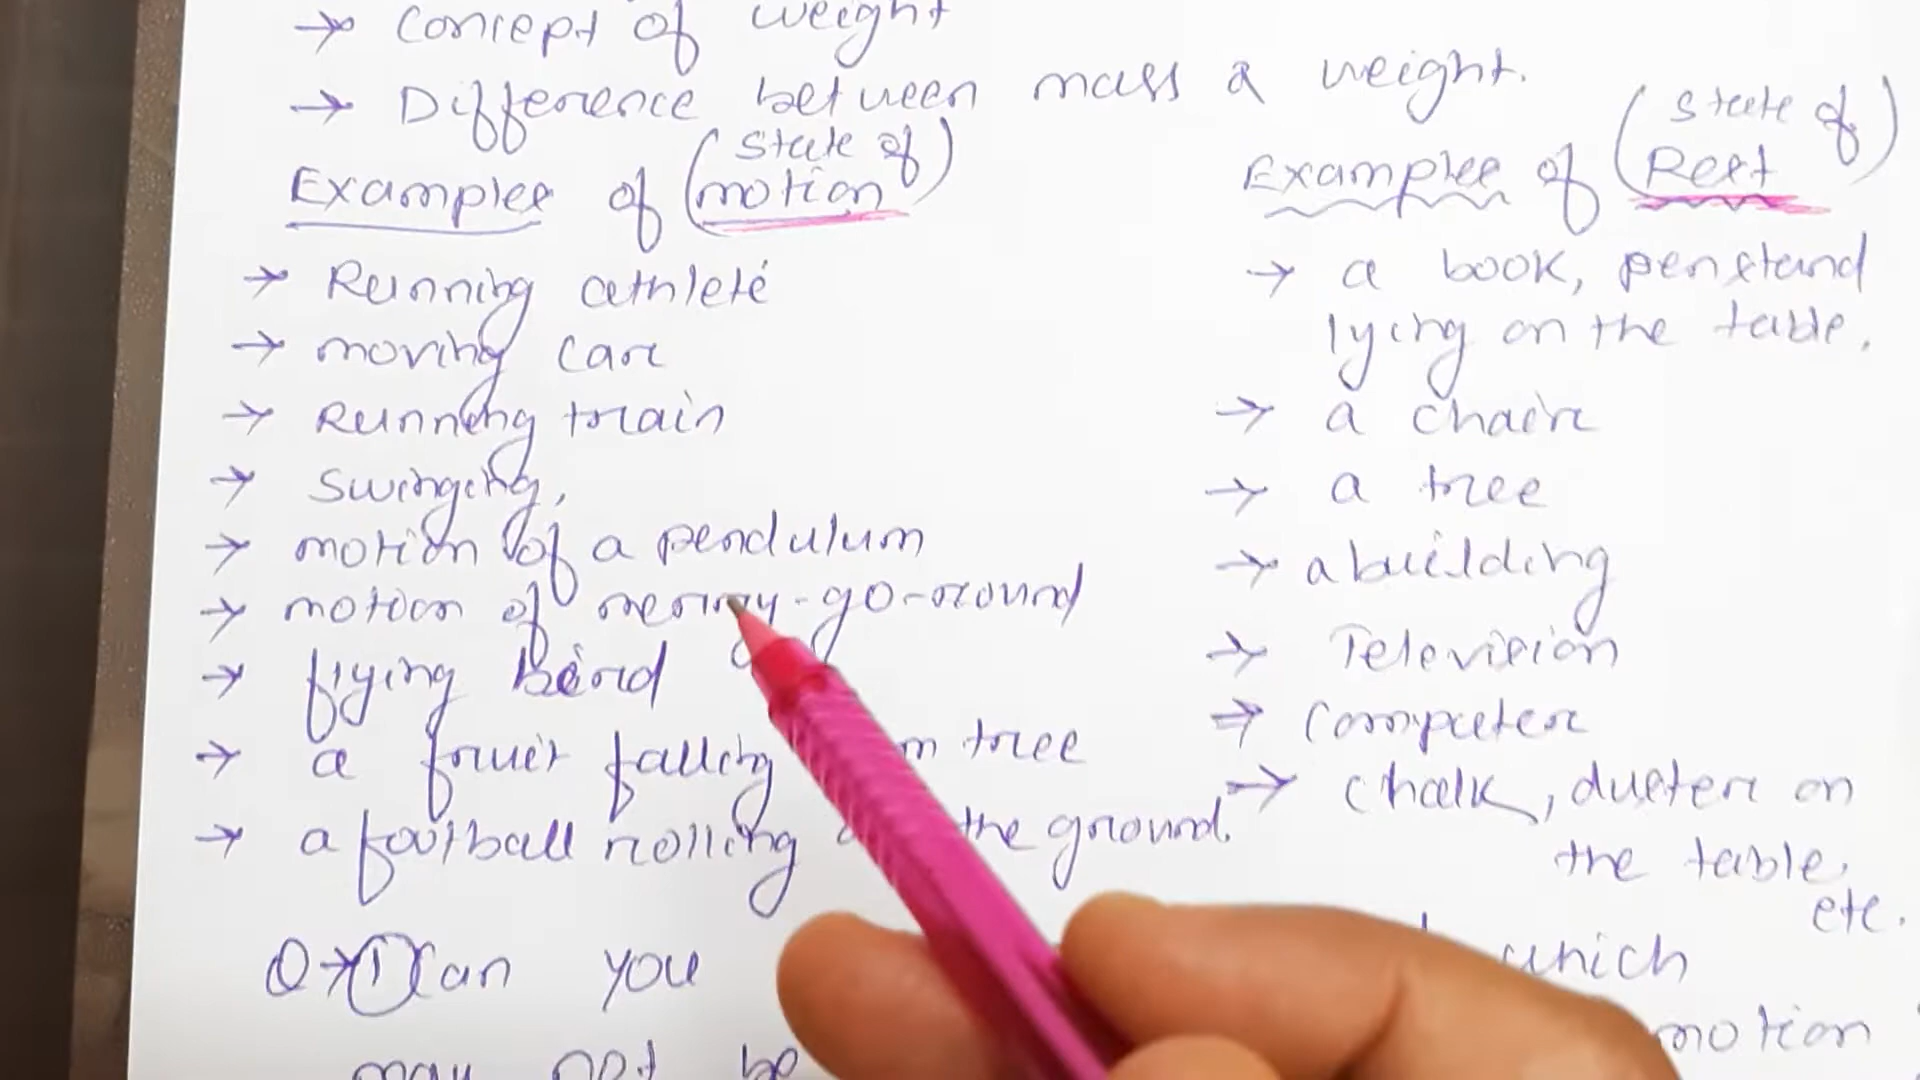 → Concept of weight
→ Difference between mass & weight.
Examples of (State of motion)
→ Running athlete
→ moving car
→ Running train
→ Swinging,
→ motion of a pendulum
→ motion of merry-go-round
→ flying bird
→ a fruit falling tree
→ a football rolling the ground.
Examples of (State of Rest)
→ a book, penstand
lying on the table.
→ a chair
→ a tree
→ a building
→ Television
→ Computer
→ chalk, duster on
the table.
etc.
Q→① Can you which
may not be motion